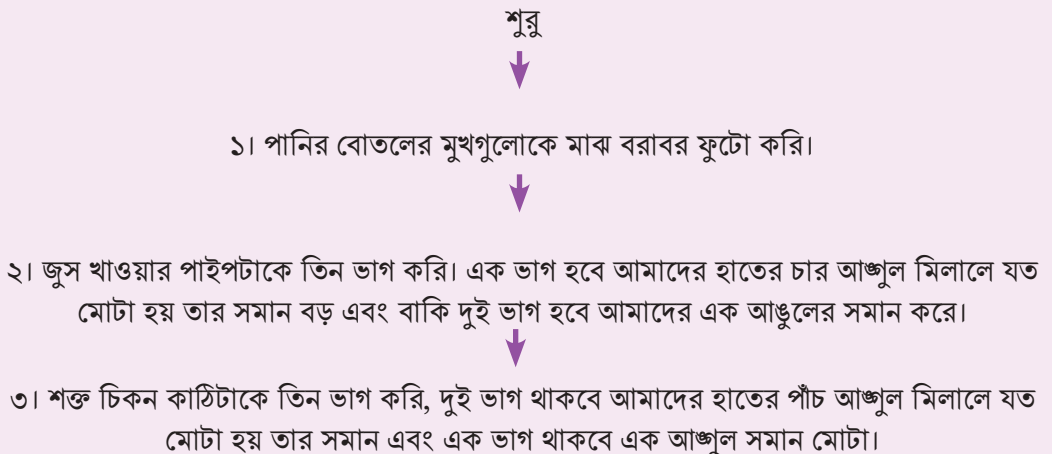 শুরু
১। পানির বোতলের মুখগুলোকে মাঝ বরাবর ফুটো করি।
২। জুস খাওয়ার পাইপটাকে তিন ভাগ করি। এক ভাগ হবে আমাদের হাতের চার আঙ্গুল মিলালে যত
মোটা হয় তার সমান বড় এবং বাকি দুই ভাগ হবে আমাদের এক আঙুলের সমান করে।
৩। শক্ত চিকন কাঠিটাকে তিন ভাগ করি, দুই ভাগ থাকবে আমাদের হাতের পাঁচ আঙ্গুল মিলালে যত
মোটা হয় তার সমান এবং এক ভাগ থাকবে এক আঙ্গুল সমান মোটা।